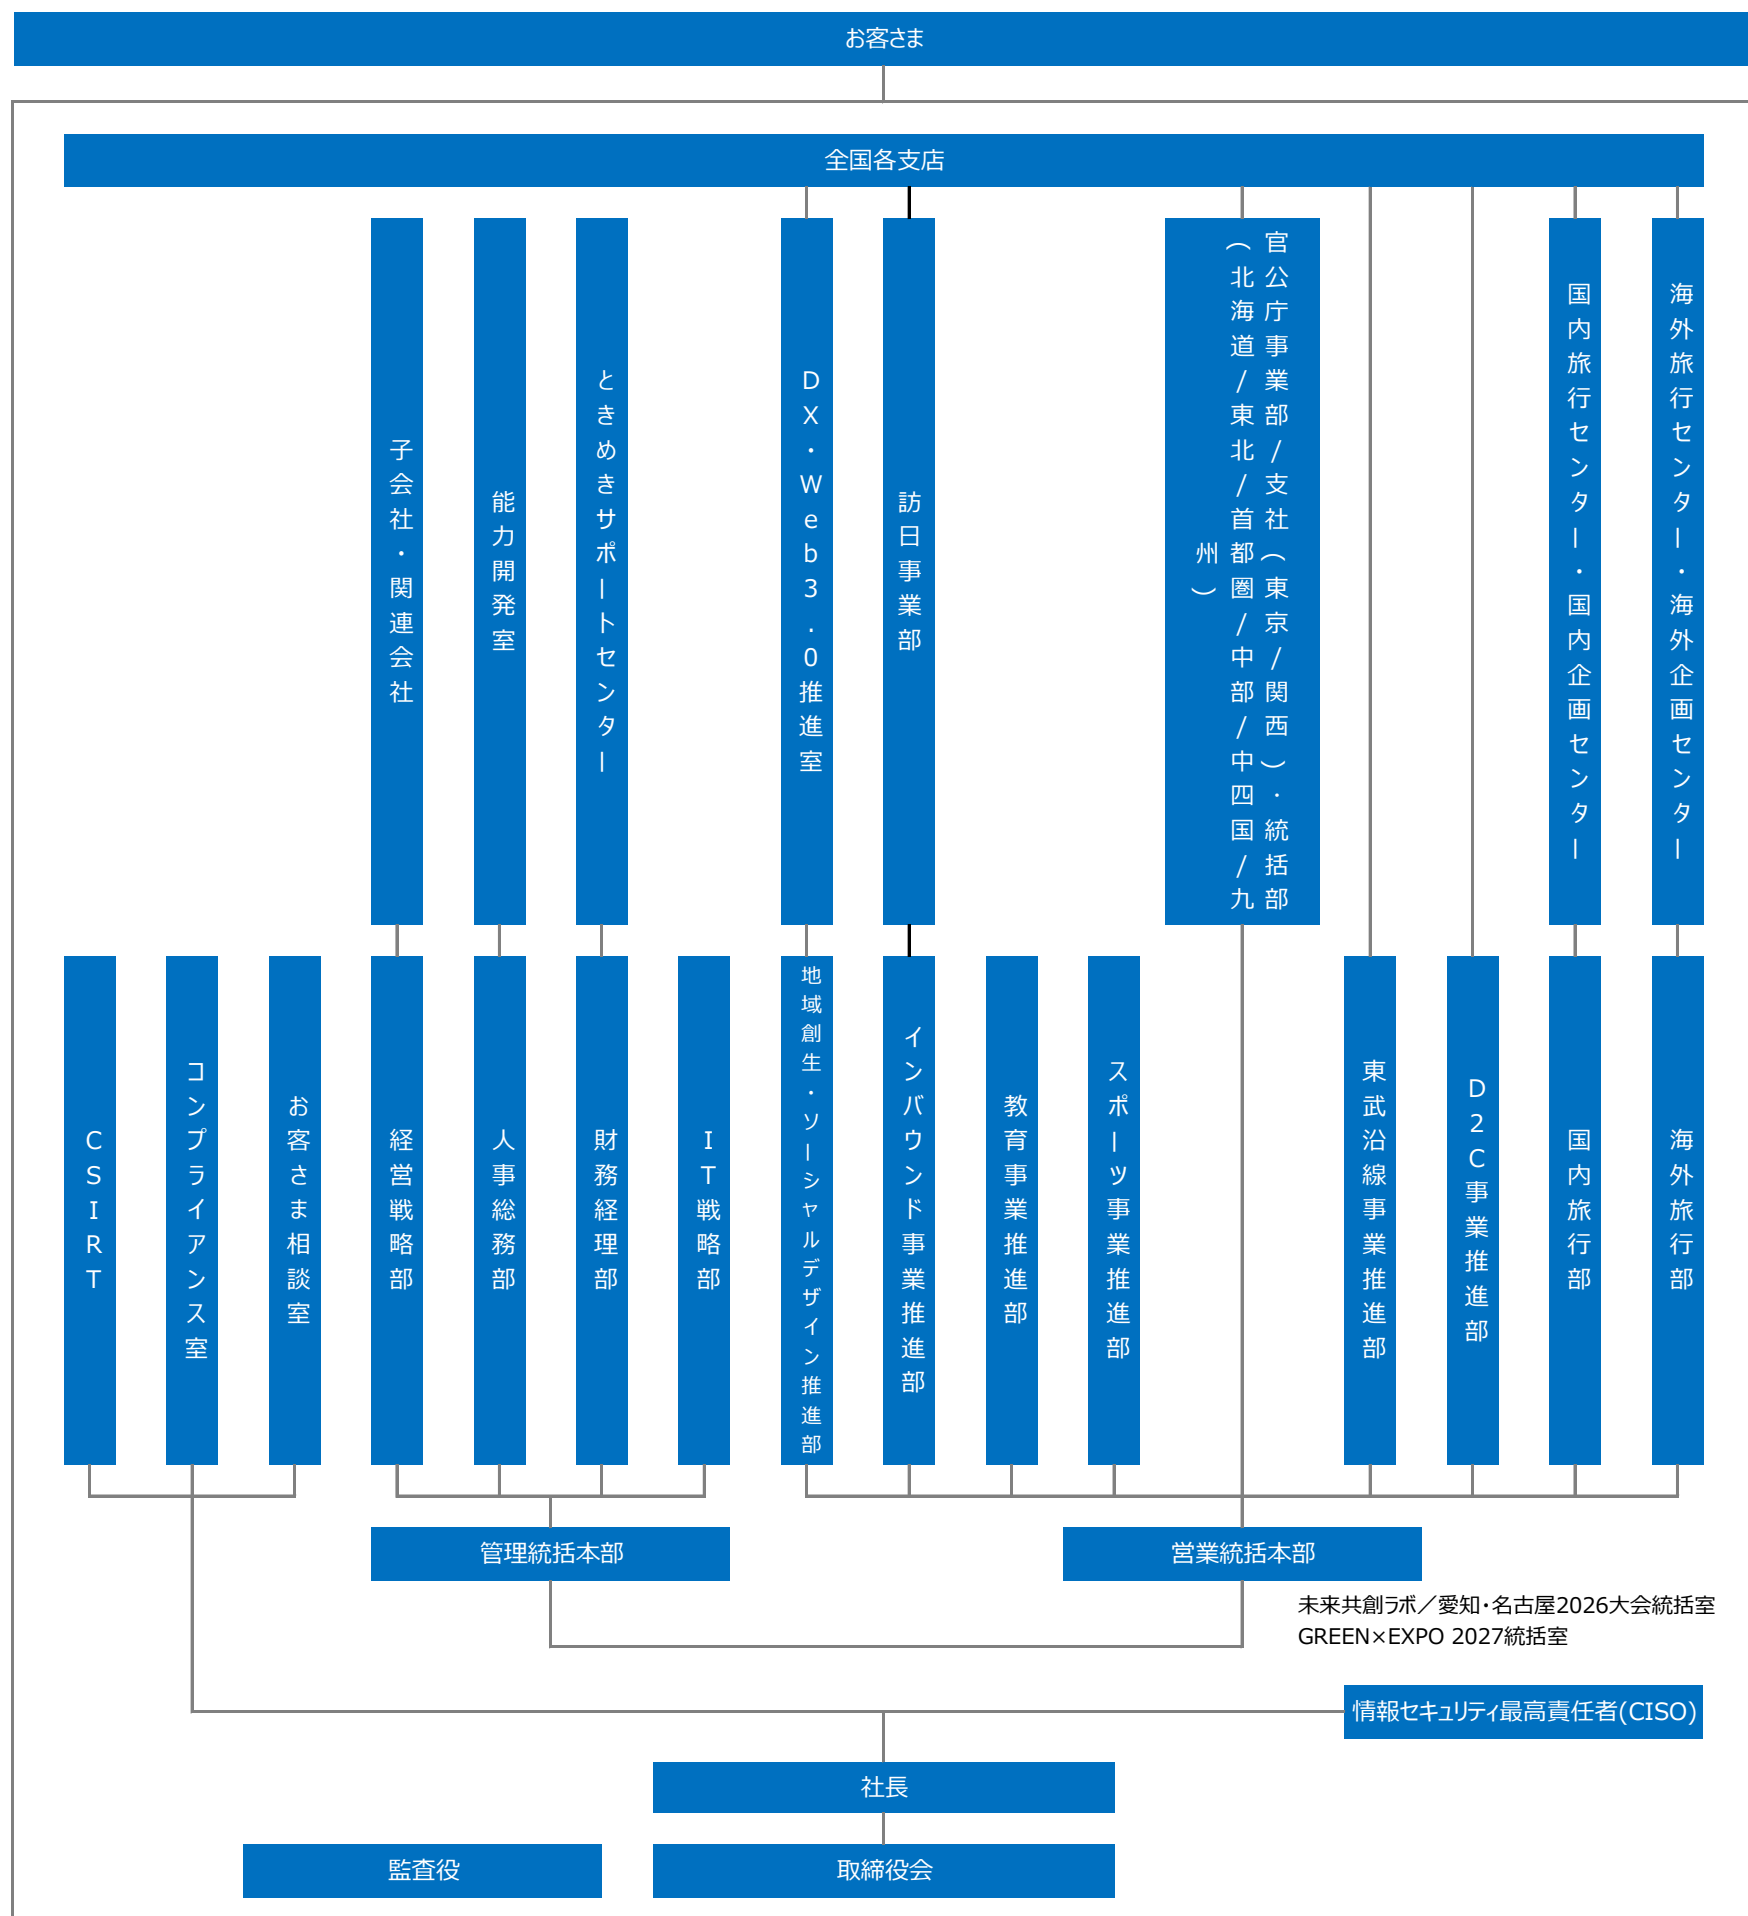 お客さま
全国各支店
子会社・関連会社
能力開発室
ときめきサポートセンター
DX・Web3.0推進室
訪日事業部
官公庁事業部/支社(東京/関西)・統括部
(北海道/東北/首都圏/中部/中四国/九
州)
国内旅行センター・国内企画センター
海外旅行センター・海外企画センター
CSIRT
コンプライアンス室
お客さま相談室
経営戦略部
人事総務部
財務経理部
IT戦略部
地域創生・ソーシャルデザイン推進部
インバウンド事業推進部
教育事業推進部
スポーツ事業推進部
東武沿線事業推進部
D2C事業推進部
国内旅行部
海外旅行部
管理統括本部
営業統括本部
未来共創ラボ/愛知・名古屋2026大会統括室
GREEN×EXPO 2027統括室
情報セキュリティ最高責任者(CISO)
社長
監査役
取締役会